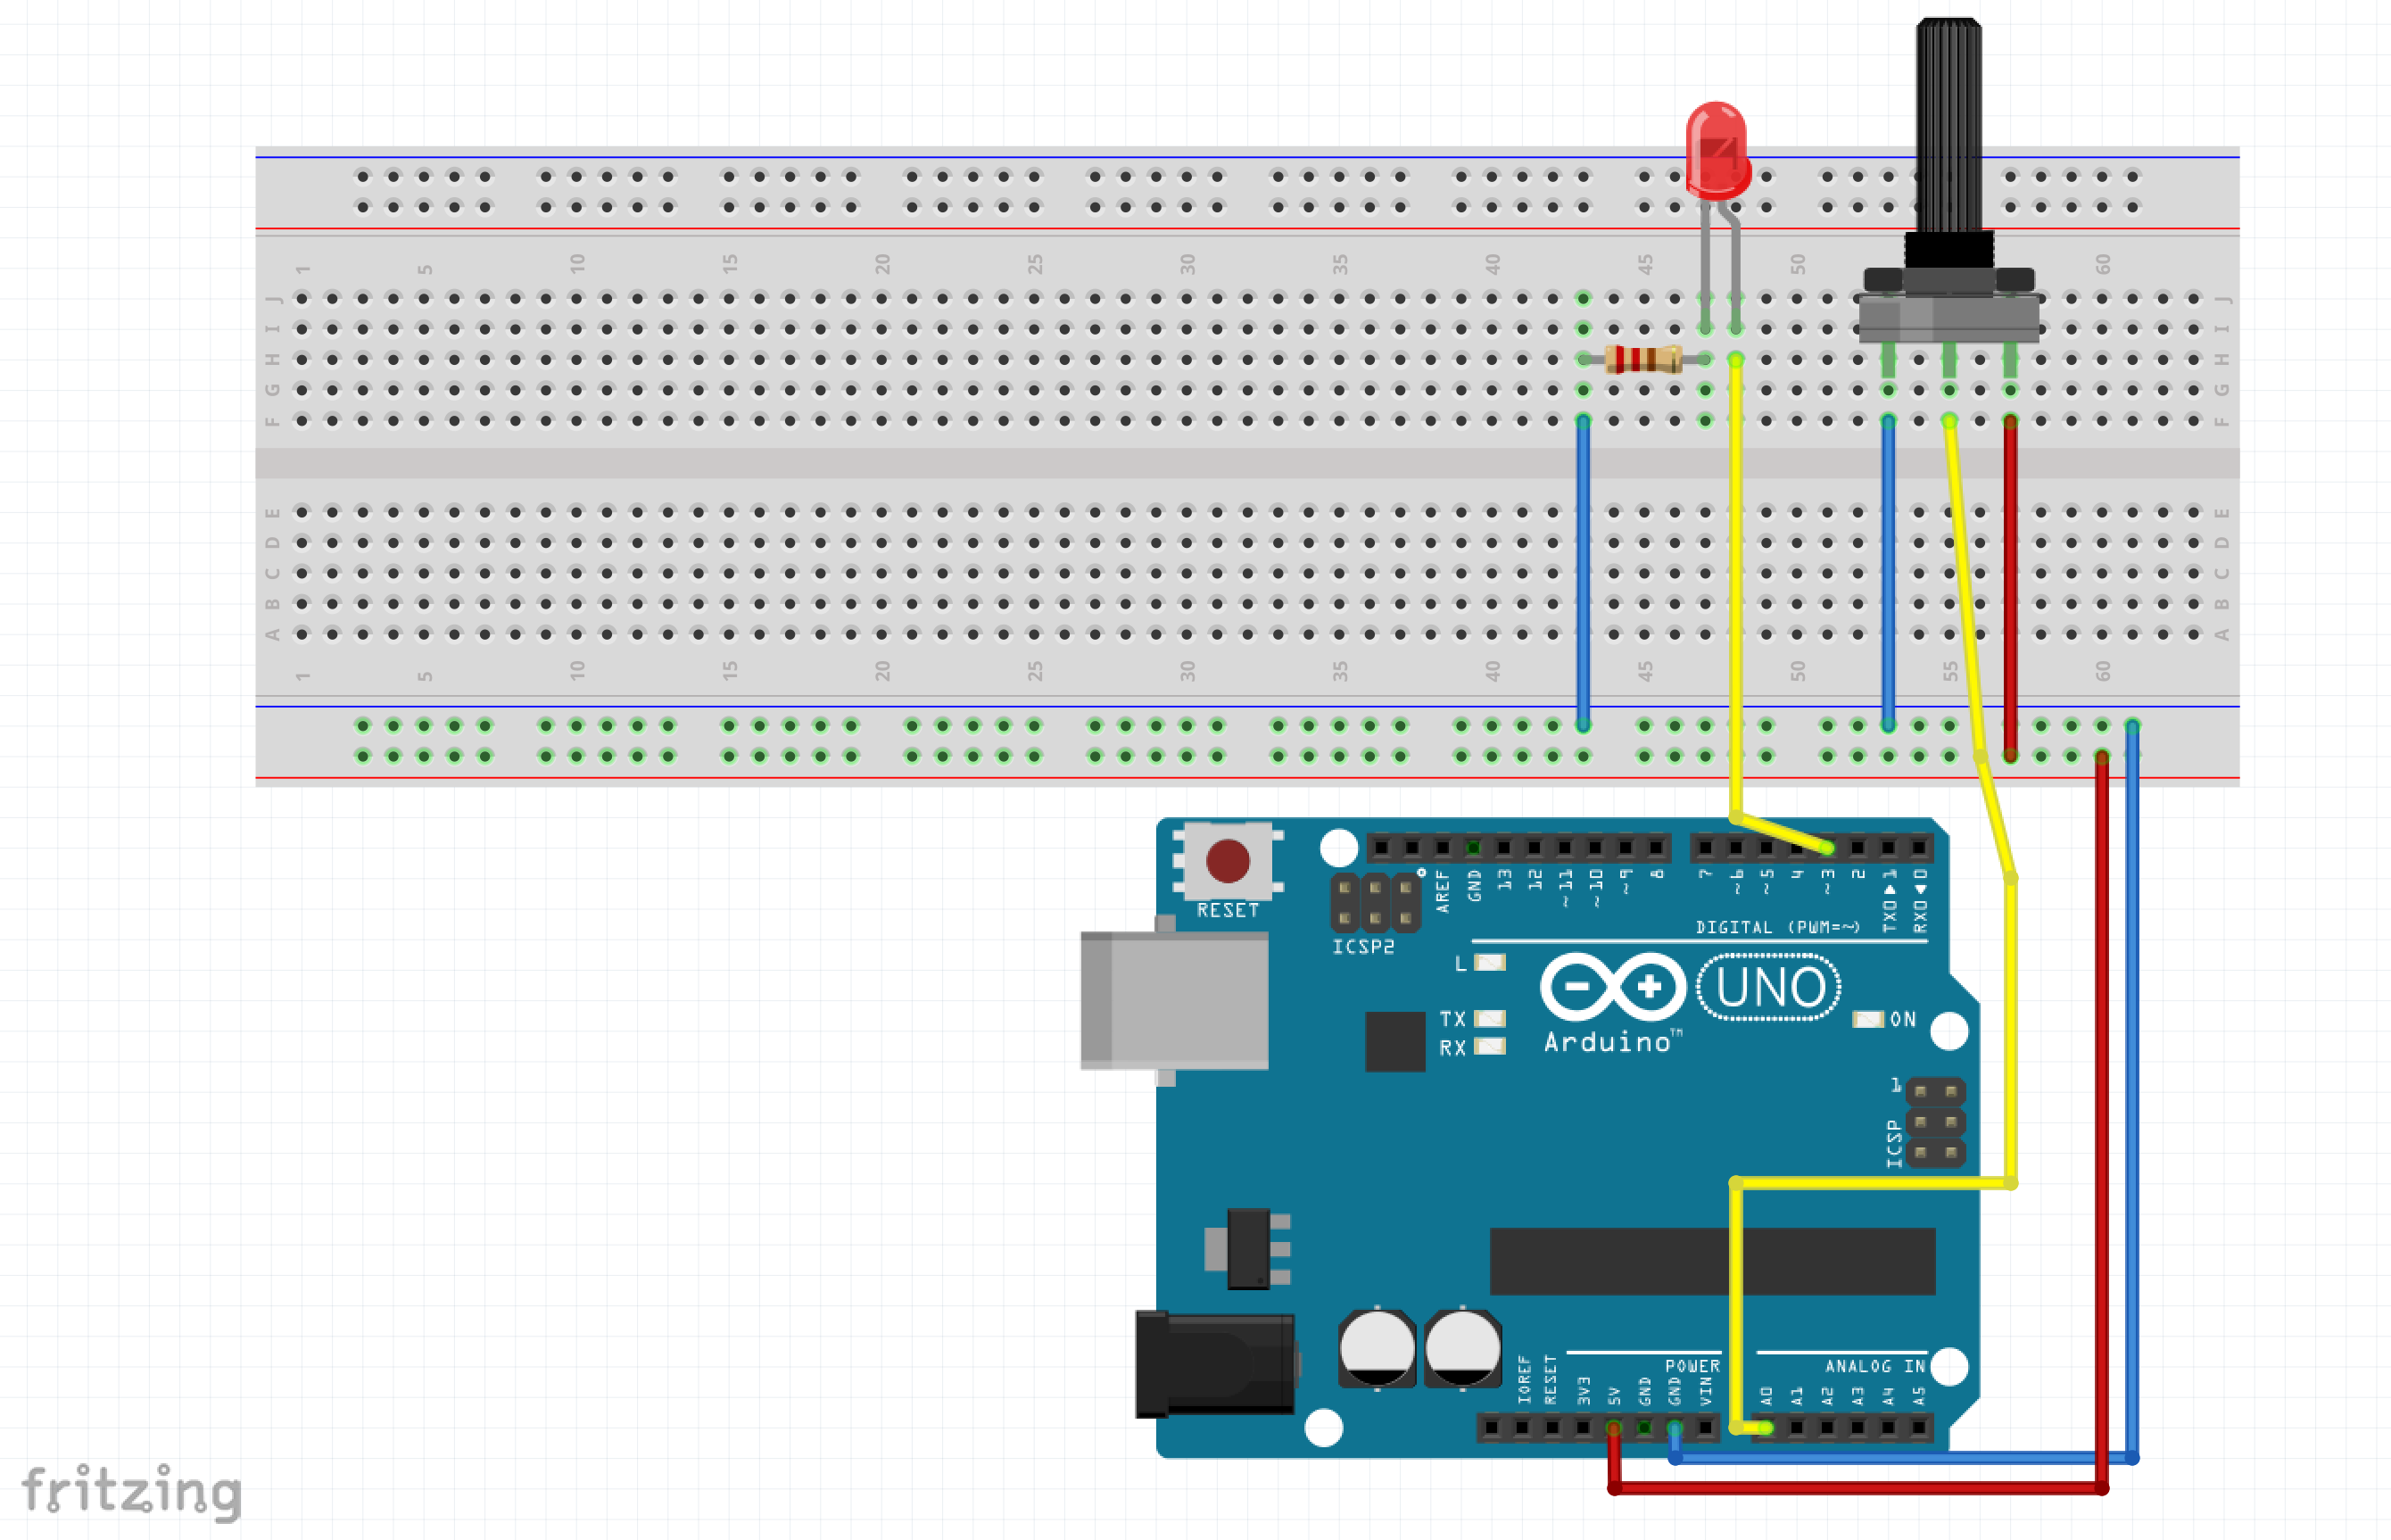 1 5 10 15 20 25 30 35 40 45 50 60
J J
I I
H H
G G
F F
E E
D D
C C
B B
A A
1 5 10 15 20 25 30 35 40 45 50 55 60
RESET
AREF GND 13 12 ~11 ~10 ~9 8 7 ~6 ~5 4 ~3 2 TX0▶1 RX0◀0
ICSP2
DIGITAL (PWM=~)
L
UNO
TX
ON
RX
Arduino™
1
ICSP
POWER
ANALOG IN
IOREF RESET 3V3 5V GND GND VIN A0 A1 A2 A3 A4 A5
fritzing